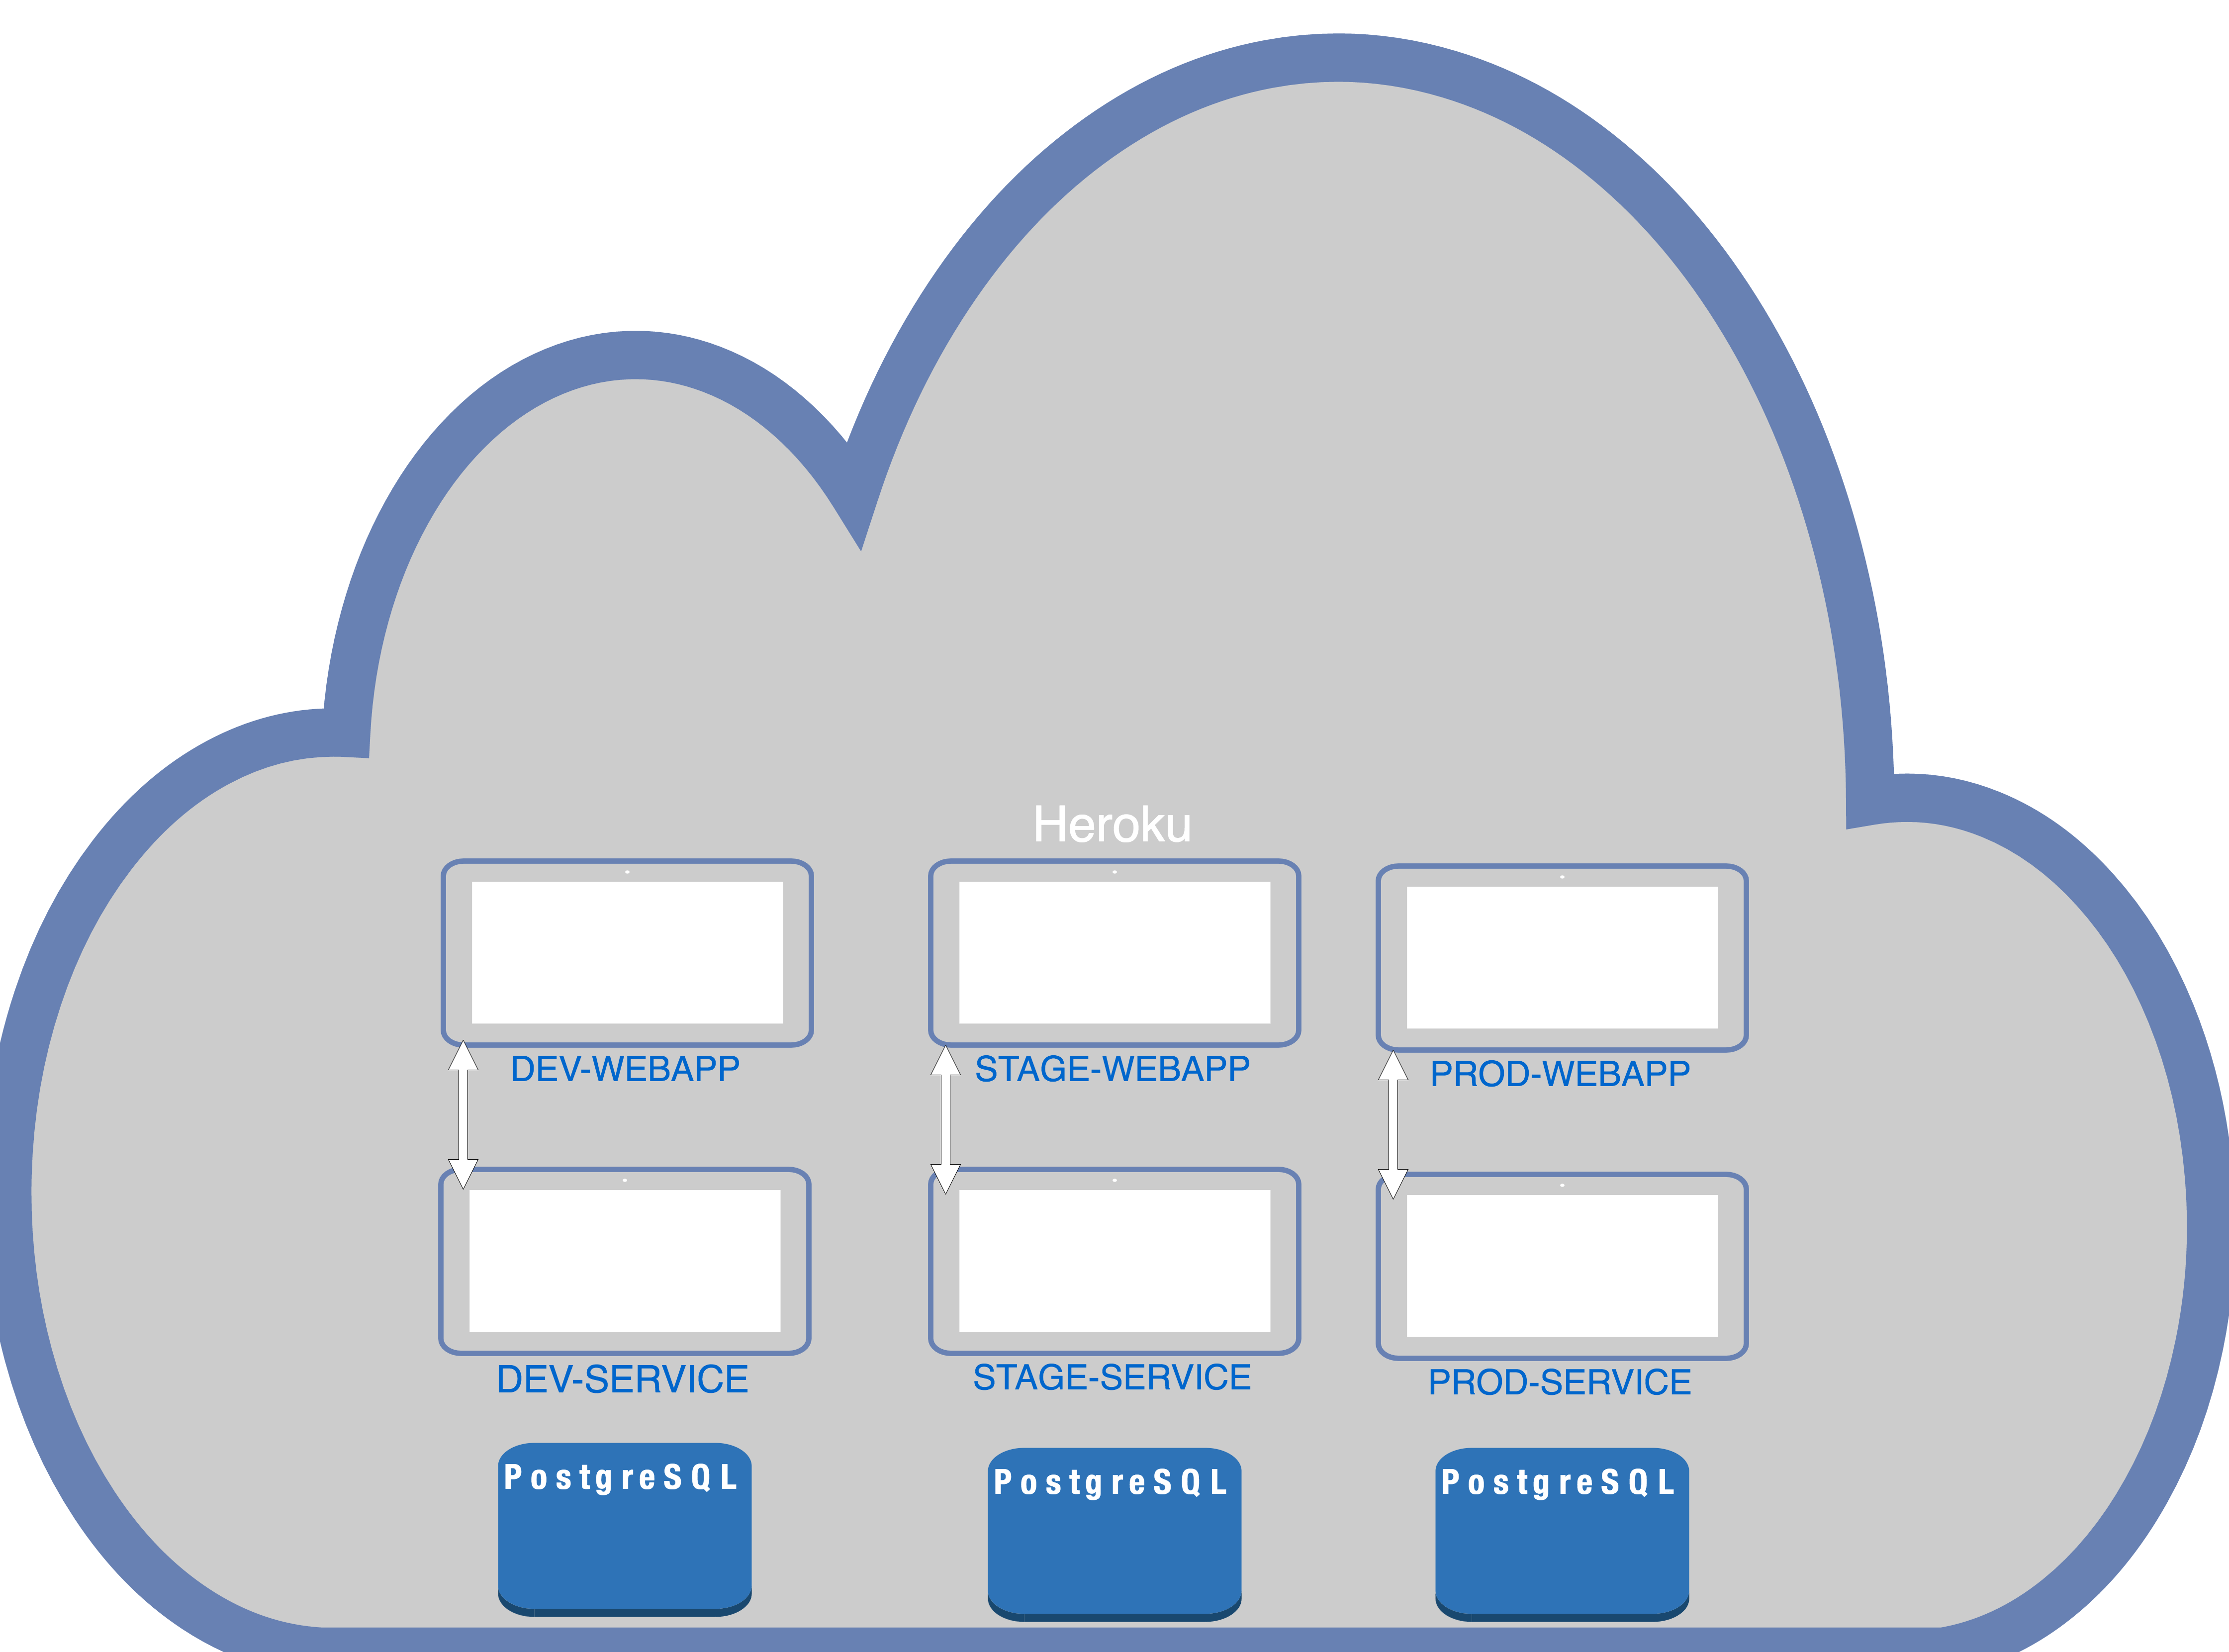 Heroku
DEV-WEBAPP
STAGE-WEBAPP
PROD-WEBAPP
DEV-SERVICE
STAGE-SERVICE
PROD-SERVICE
PostgreSQL
PostgreSQL
PostgreSQL